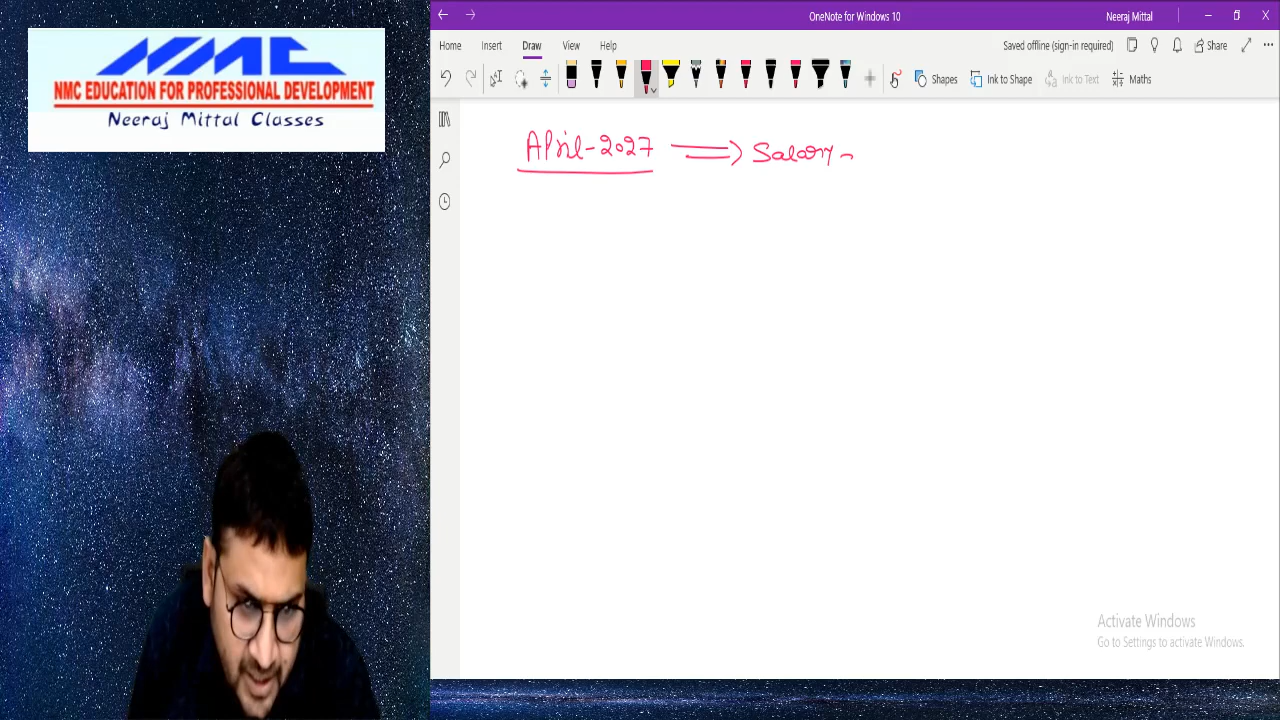 NMC
NMC EDUCATION FOR PROFESSIONAL DEVELOPMENT
Neeraj Mittal Classes
OneNote for Windows 10
Neeraj Mittal
Home Insert Draw View Help
Saved offline (sign-in required)
Share
Shapes
Ink to Shape
Ink to Text
Maths
April-2027 => Salary -
Activate Windows
Go to Settings to activate Windows.